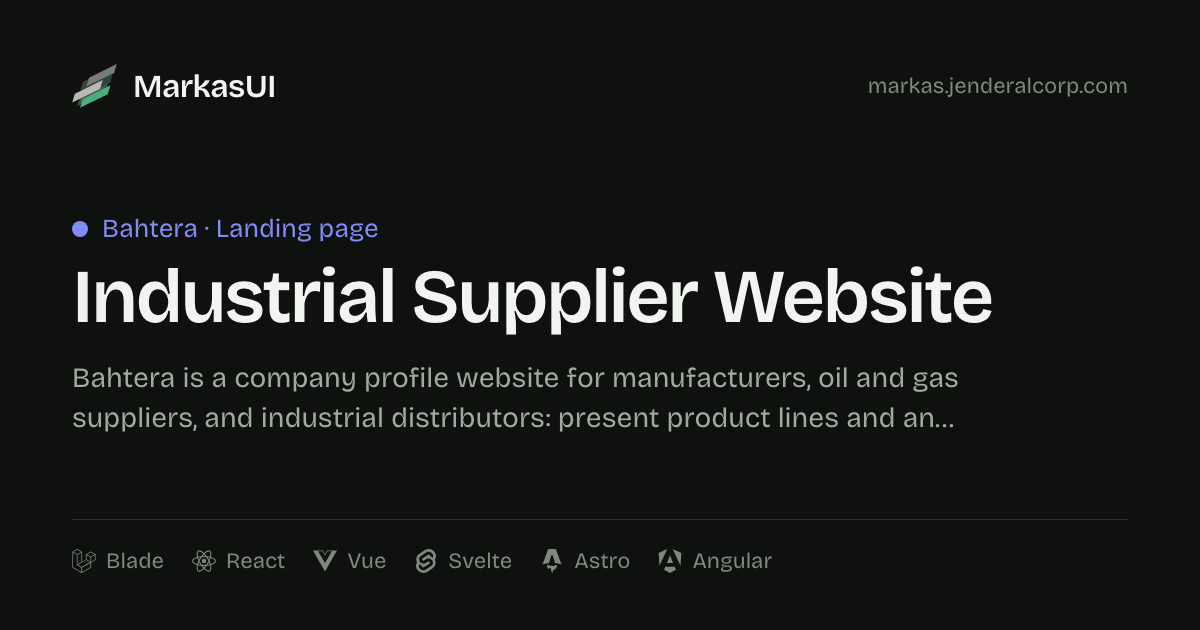 MarkasUI
markas.jenderalcorp.com
Bahtera · Landing page
Industrial Supplier Website
Bahtera is a company profile website for manufacturers, oil and gas
suppliers, and industrial distributors: present product lines and an...
Blade React Vue Svelte Astro Angular